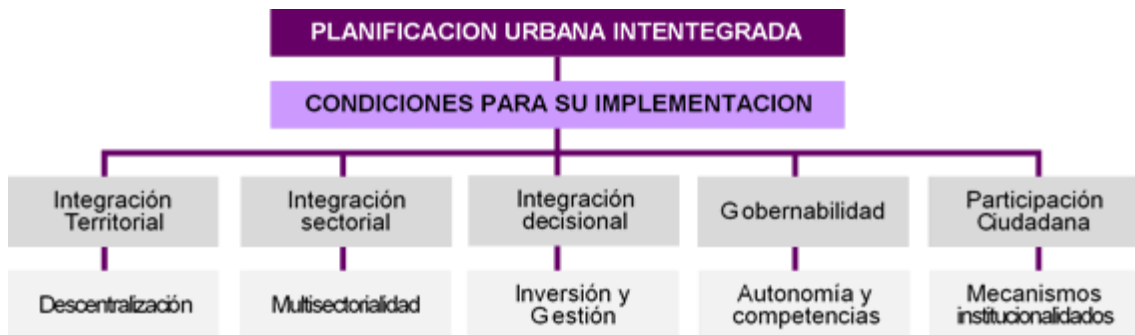 PLANIFICACION URBANA INTENTEGRADA
CONDICIONES PARA SU IMPLEMENTACION
Integración
Territorial
Integración
sectorial
Integración
decisional
Gobernabilidad
Participación
Ciudadana
Descentralización
Multisectorialidad
Inversión y
Gestión
Autonomía y
competencias
Mecanismos
institucionalidados